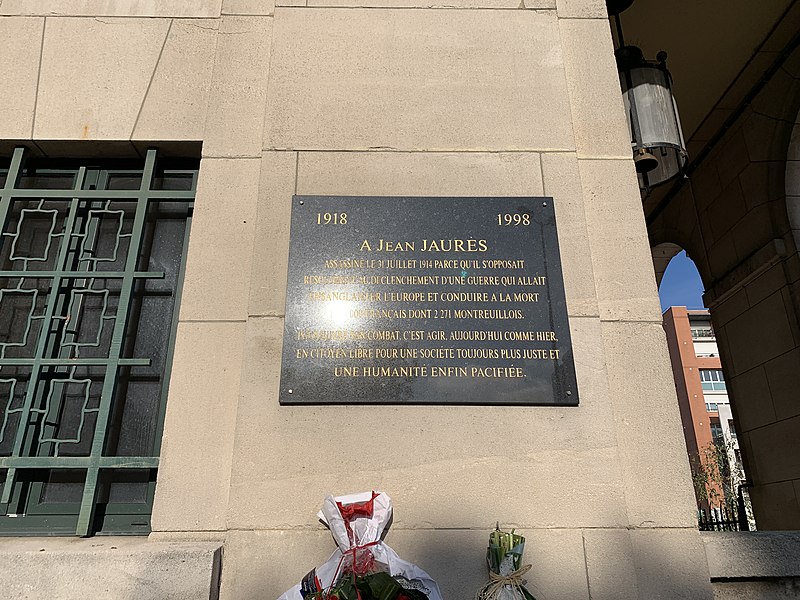 1918 1998
A JEAN JAURÈS
ASSASSINÉ LE 31 JUILLET 1914 PARCE QU'IL S'OPPOSAIT
DÉCLENCHEMENT D'UNE GUERRE QUI ALLAIT
L'EUROPE ET CONDUIRE A LA MORT
FRANÇAIS DONT 2 271 MONTREUILLOIS.
COMBAT, C'EST AGIR, AUJOURD'HUI COMME HIER,
EN CITOYEN LIBRE POUR UNE SOCIÉTÉ TOUJOURS PLUS JUSTE ET
UNE HUMANITÉ ENFIN PACIFIÉE.